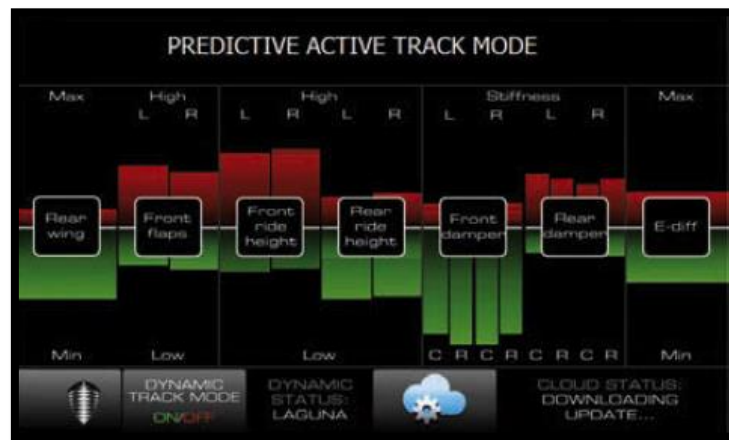 PREDICTIVE ACTIVE TRACK MODE
Max High High Stiffness Max
L R L R L R L R L R
Rear
wing
Front
flaps
Front
ride
height
Rear
ride
height
Front
damper
Rear
damper
E-diff
Min Low Low C R C R C R C R Min
DYNAMIC
TRACK MODE
ON/OFF
DYNAMIC
STATUS:
LAGUNA
CLOUD STATUS:
DOWNLOADING
UPDATE...